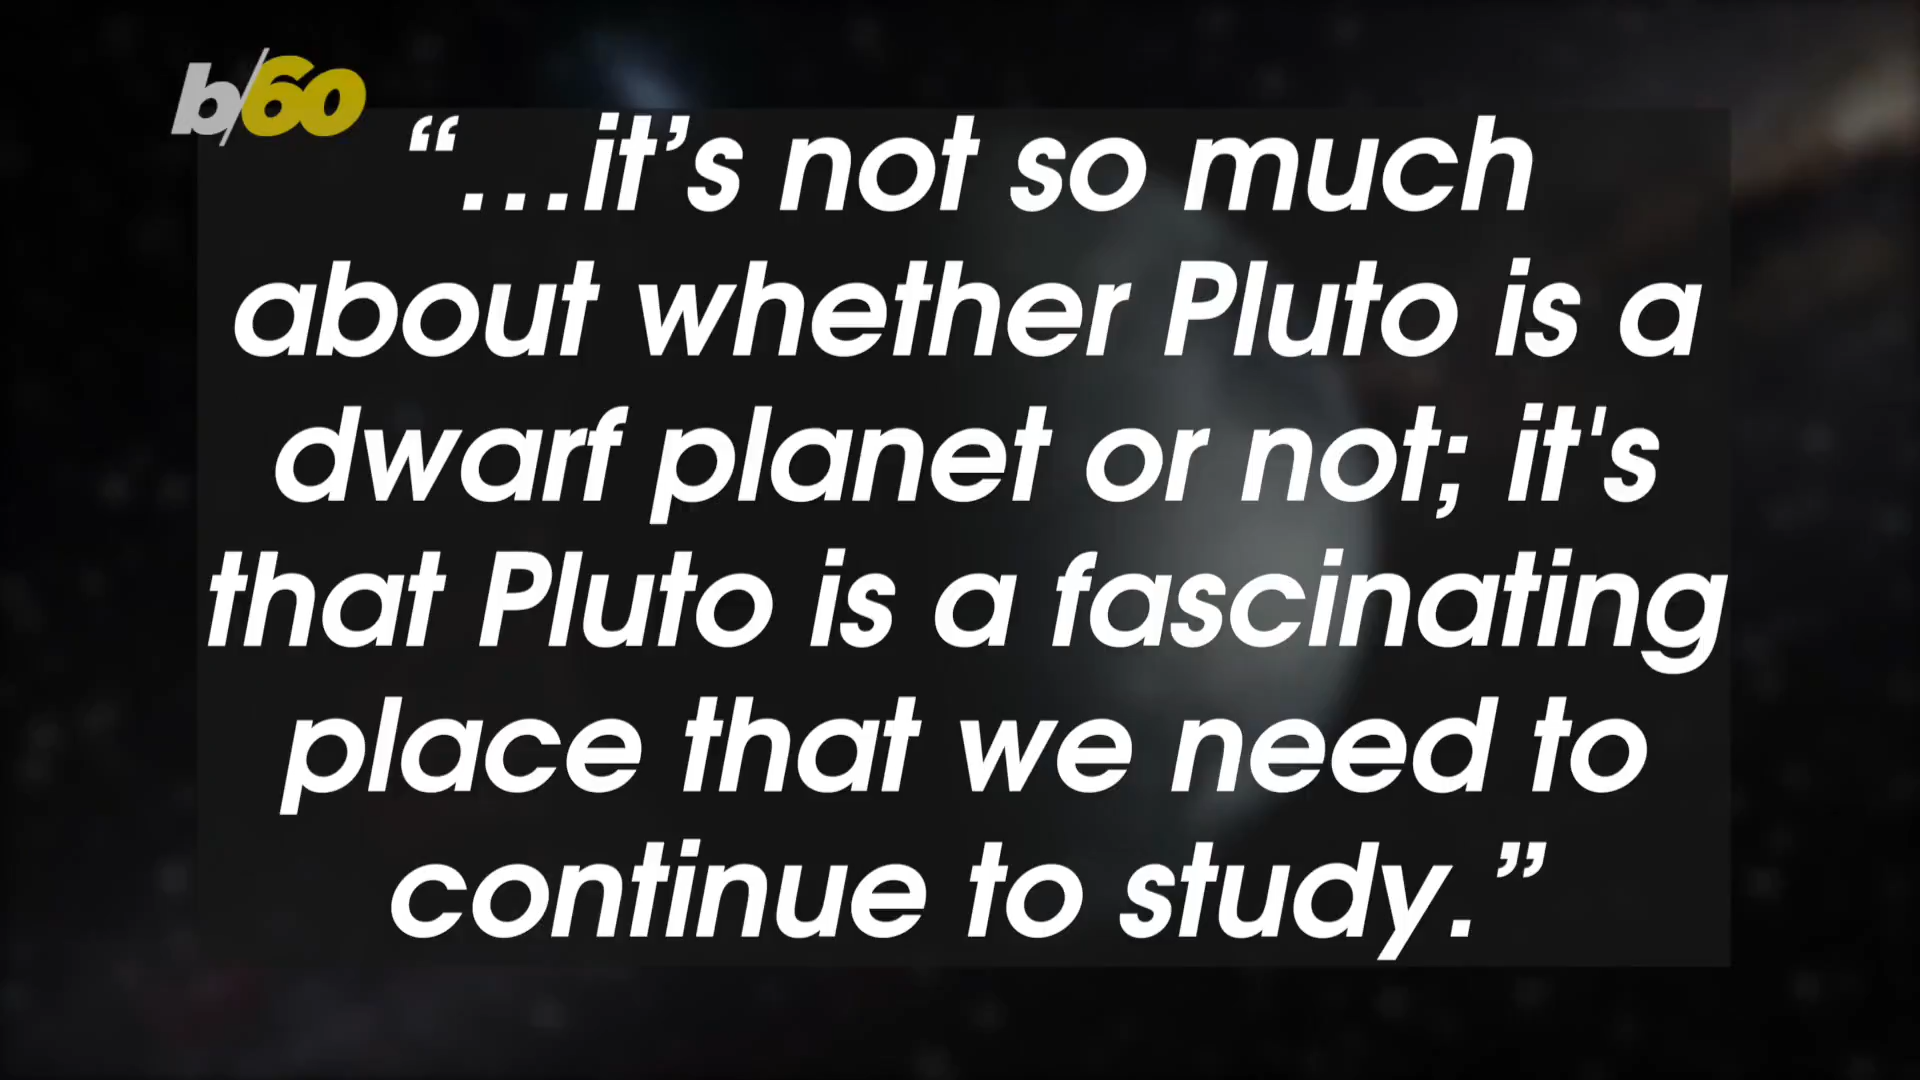 b/60
“…it’s not so much
about whether Pluto is a
dwarf planet or not; it's
that Pluto is a fascinating
place that we need to
continue to study.”